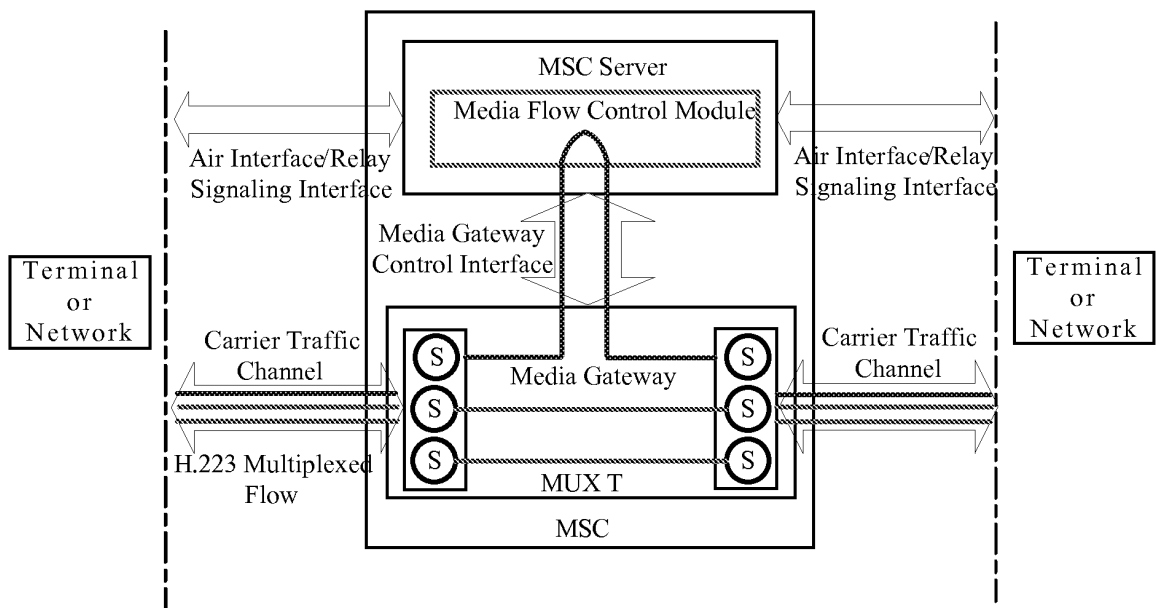 MSC Server
Media Flow Control Module
Air Interface/Relay
Signaling Interface
Air Interface/Relay
Signaling Interface
Media Gateway
Control Interface
Terminal
or
Network
Terminal
or
Network
Carrier Traffic
Channel
Carrier Traffic
Channel
S
S
Media Gateway
S
S
S
S
H.223 Multiplexed
Flow
MUX T
MSC